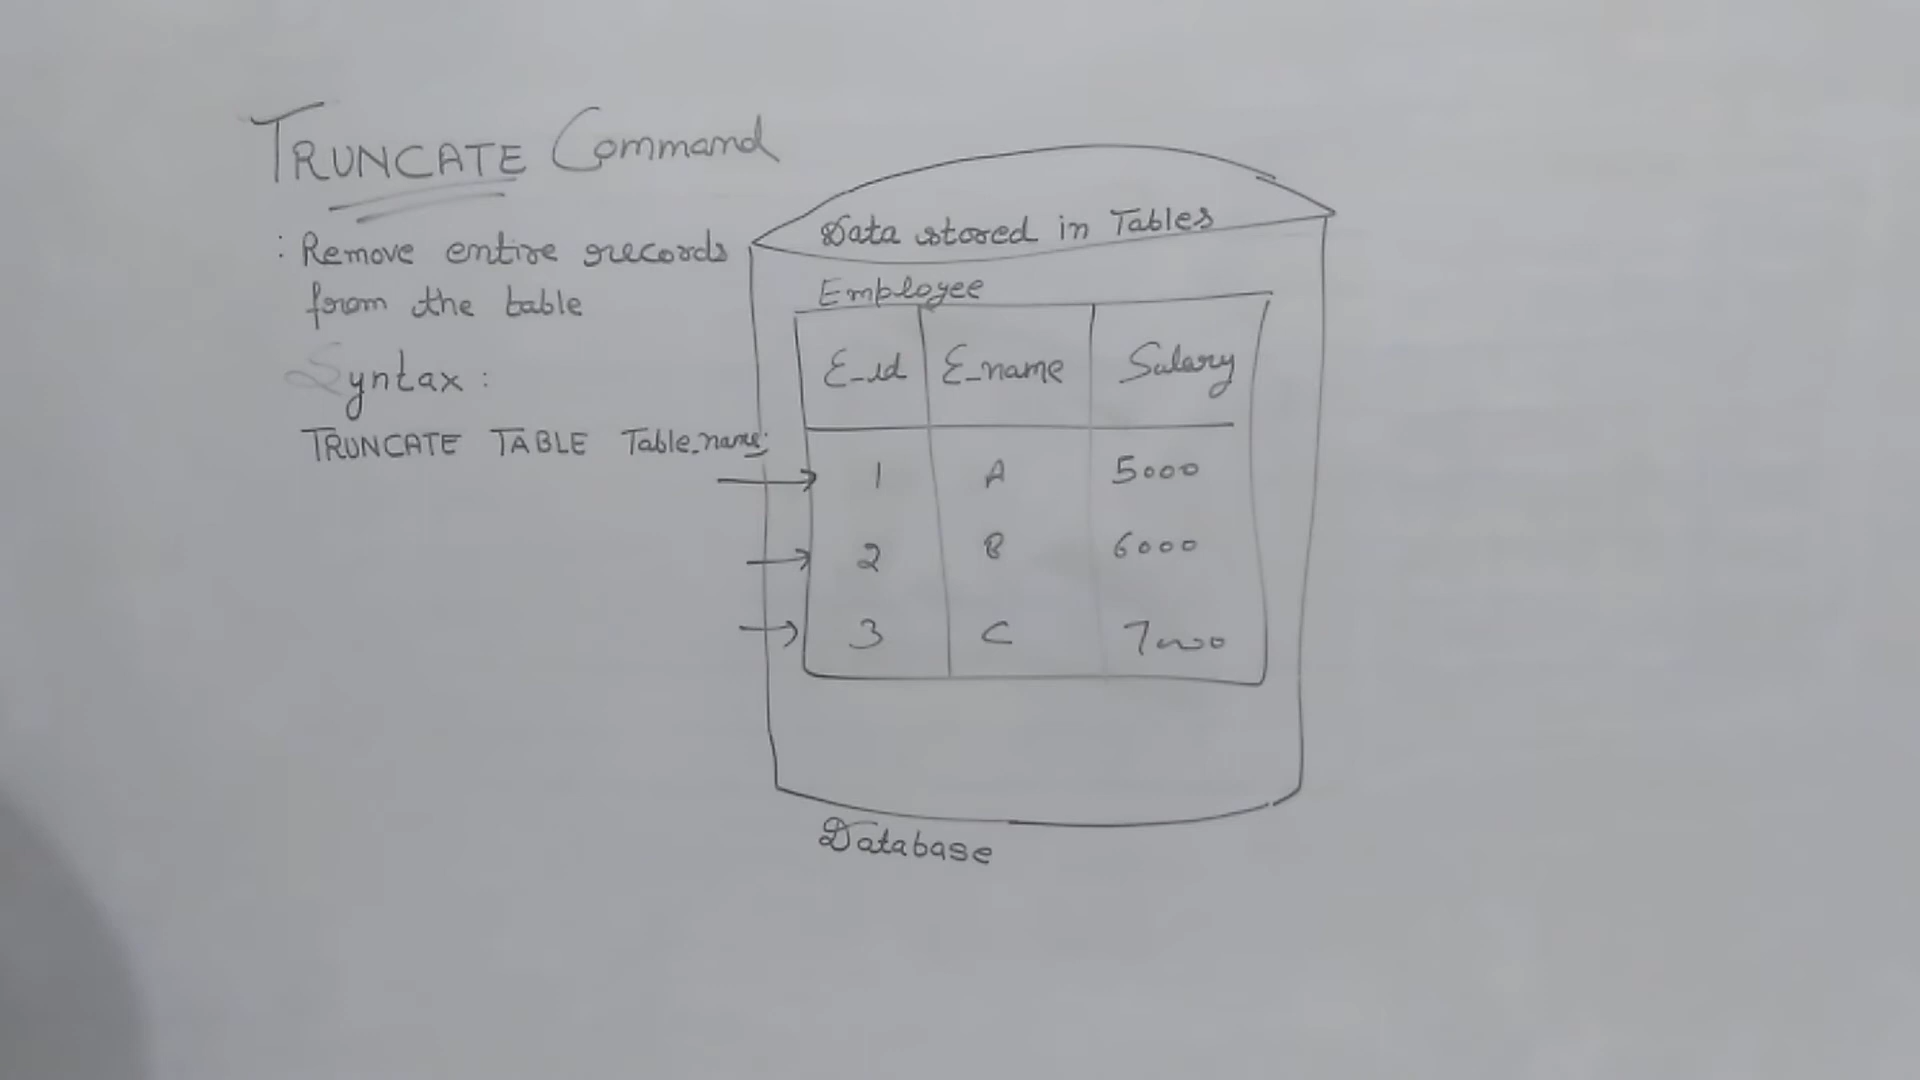 TRUNCATE Command
: Remove entire records
from the table
Syntax :
TRUNCATE TABLE Table_name;
Data stored in Tables
Employee
E_id E_name Salary
1 A 5000
2 B 6000
3 C 7000
Database